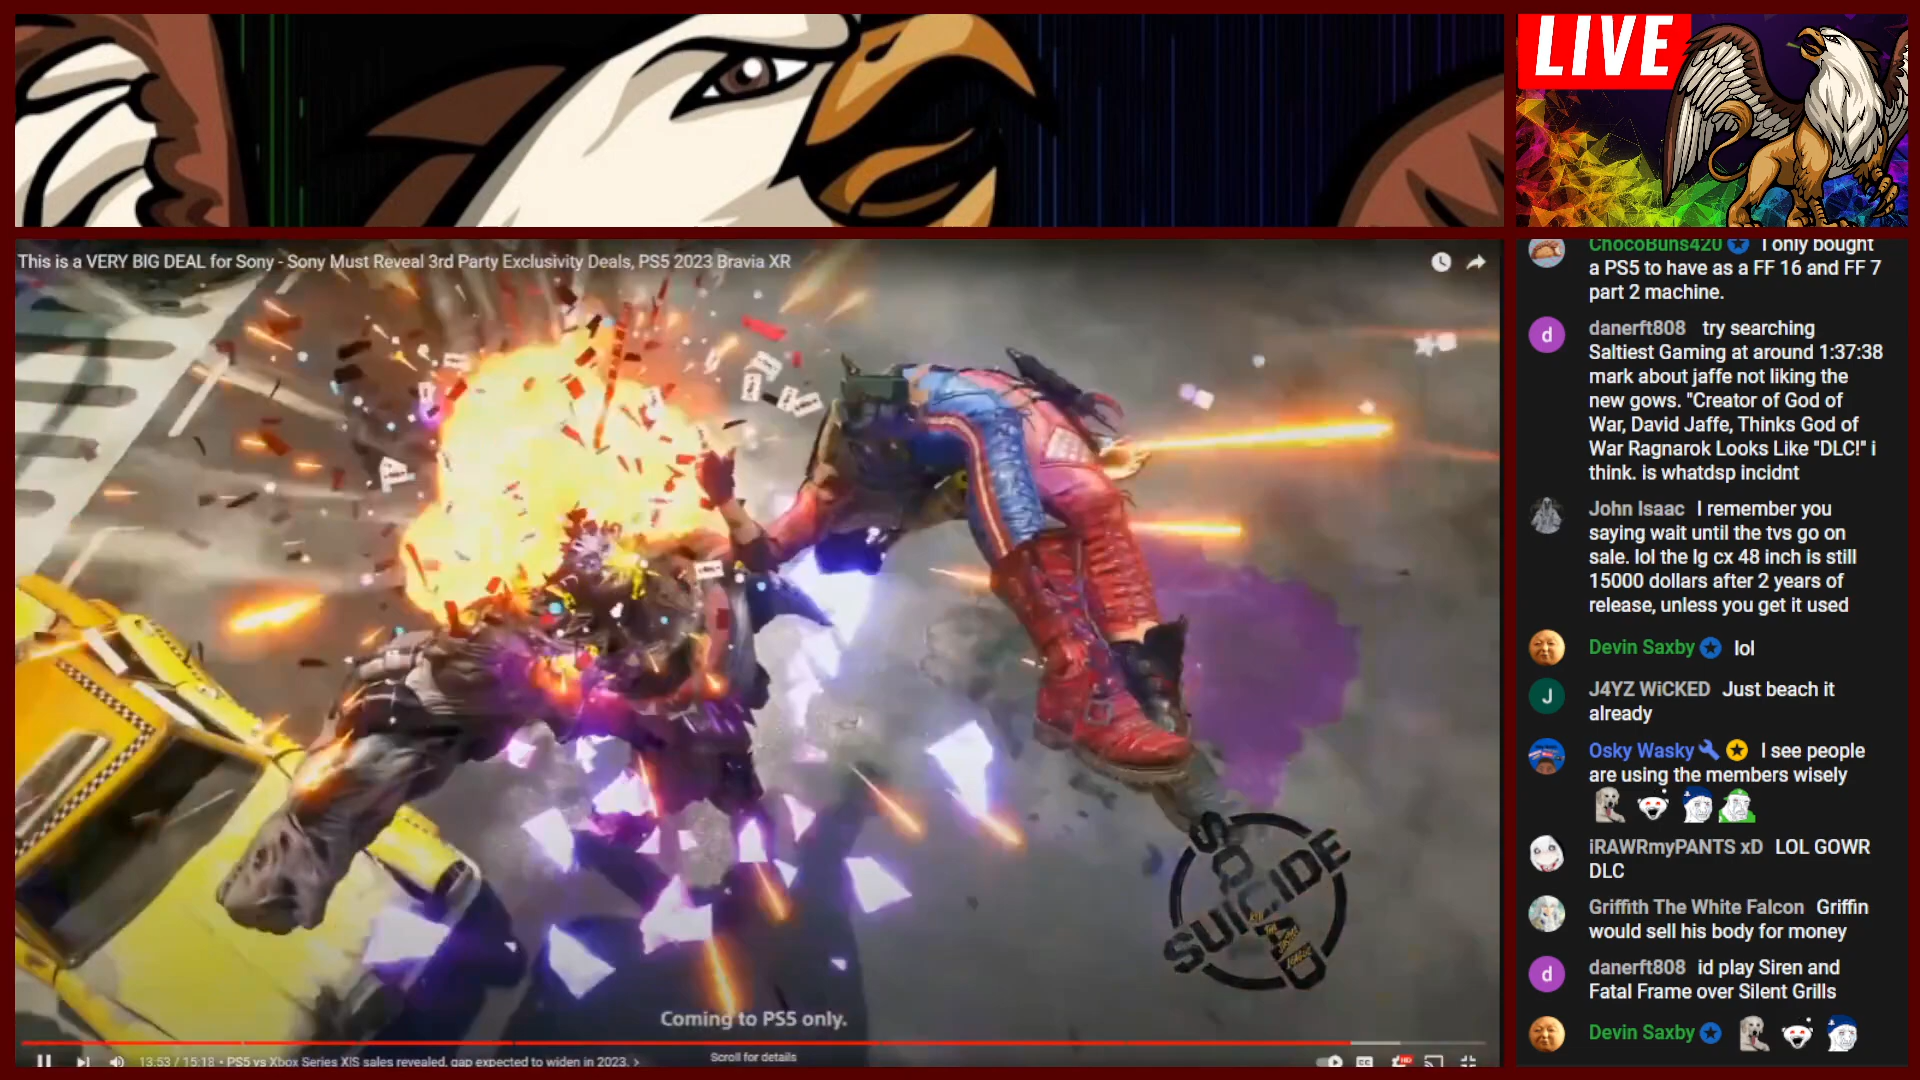 LIVE
This is a VERY BIG DEAL for Sony - Sony Must Reveal 3rd Party Exclusivity Deals, PS5 2023 Bravia XR
SUICIDE
SQUAD
Coming to PS5 only.
13:53 / 15:18 • PS5 vs Xbox Series X|S sales revealed, gap expected to widen in 2023. >
Scroll for details
CC
HD
ChocoBuns420 I only bought
a PS5 to have as a FF 16 and FF 7
part 2 machine.
d
danerft808 try searching
Saltiest Gaming at around 1:37:38
mark about jaffe not liking the
new gows. "Creator of God of
War, David Jaffe, Thinks God of
War Ragnarok Looks Like "DLC!" i
think. is whatdsp incidnt
John Isaac I remember you
saying wait until the tvs go on
sale. lol the lg cx 48 inch is still
15000 dollars after 2 years of
release, unless you get it used
Devin Saxby lol
J
J4YZ WiCKED Just beach it
already
Osky Wasky I see people
are using the members wisely
iRAWRmyPANTS xD LOL GOWR
DLC
Griffith The White Falcon Griffin
would sell his body for money
d
danerft808 id play Siren and
Fatal Frame over Silent Grills
Devin Saxby